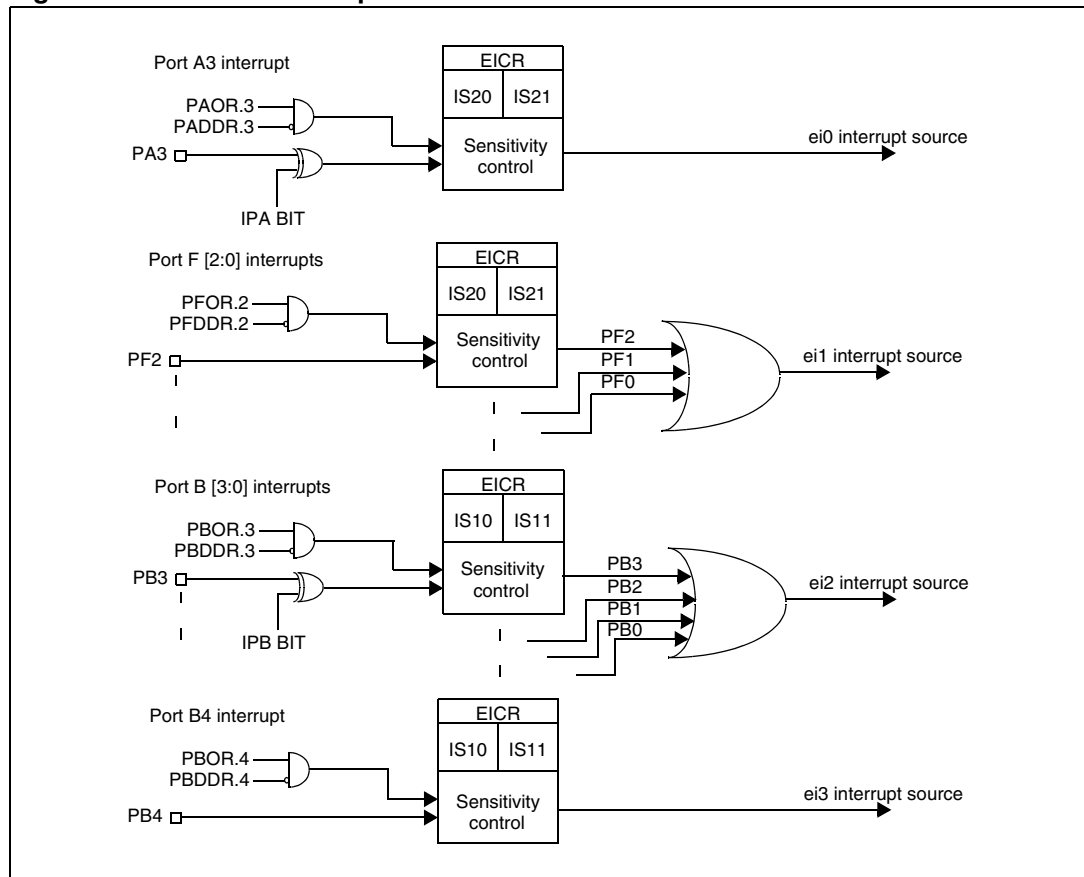 Port A3 interrupt
EICR
IS20 IS21
PAOR.3
PADDR.3
Sensitivity
control
PA3
IPA BIT
ei0 interrupt source
Port F [2:0] interrupts
EICR
IS20 IS21
PFOR.2
PFDDR.2
Sensitivity
control
PF2
PF2
PF1
PF0
ei1 interrupt source
Port B [3:0] interrupts
EICR
IS10 IS11
PBOR.3
PBDDR.3
Sensitivity
control
PB3
IPB BIT
PB3
PB2
PB1
PB0
ei2 interrupt source
Port B4 interrupt
EICR
IS10 IS11
PBOR.4
PBDDR.4
Sensitivity
control
PB4
ei3 interrupt source